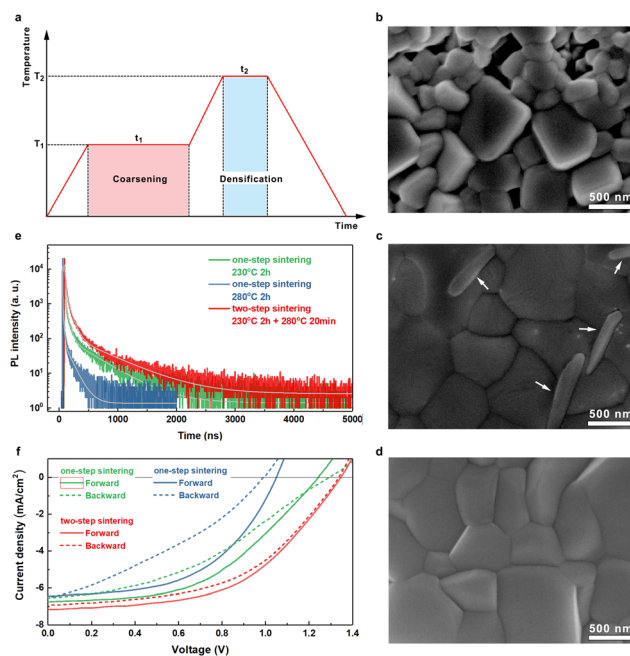 a
Temperature
T2
T1
t1
t2
Coarsening
Densification
Time
b
500 nm
c
500 nm
d
500 nm
e
PL intensity (a. u.)
10^4
10^3
10^2
10^1
10^0
one-step sintering
230°C 2h
one-step sintering
280°C 2h
two-step sintering
230°C 2h + 280°C 20min
0 1000 2000 3000 4000 5000
Time (ns)
f
Current density (mA/cm²)
0
-2
-4
-6
-8
one-step sintering one-step sintering
Forward Forward
Backward Backward
two-step sintering
Forward
Backward
0.0 0.2 0.4 0.6 0.8 1.0 1.2 1.4
Voltage (V)